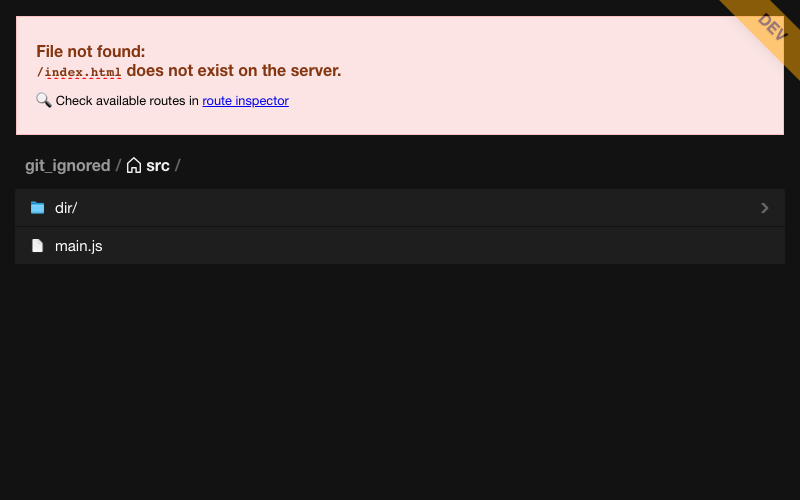 File not found:
/index.html does not exist on the server.
🔍 Check available routes in route inspector
DEV
git_ignored / src /
dir/
main.js